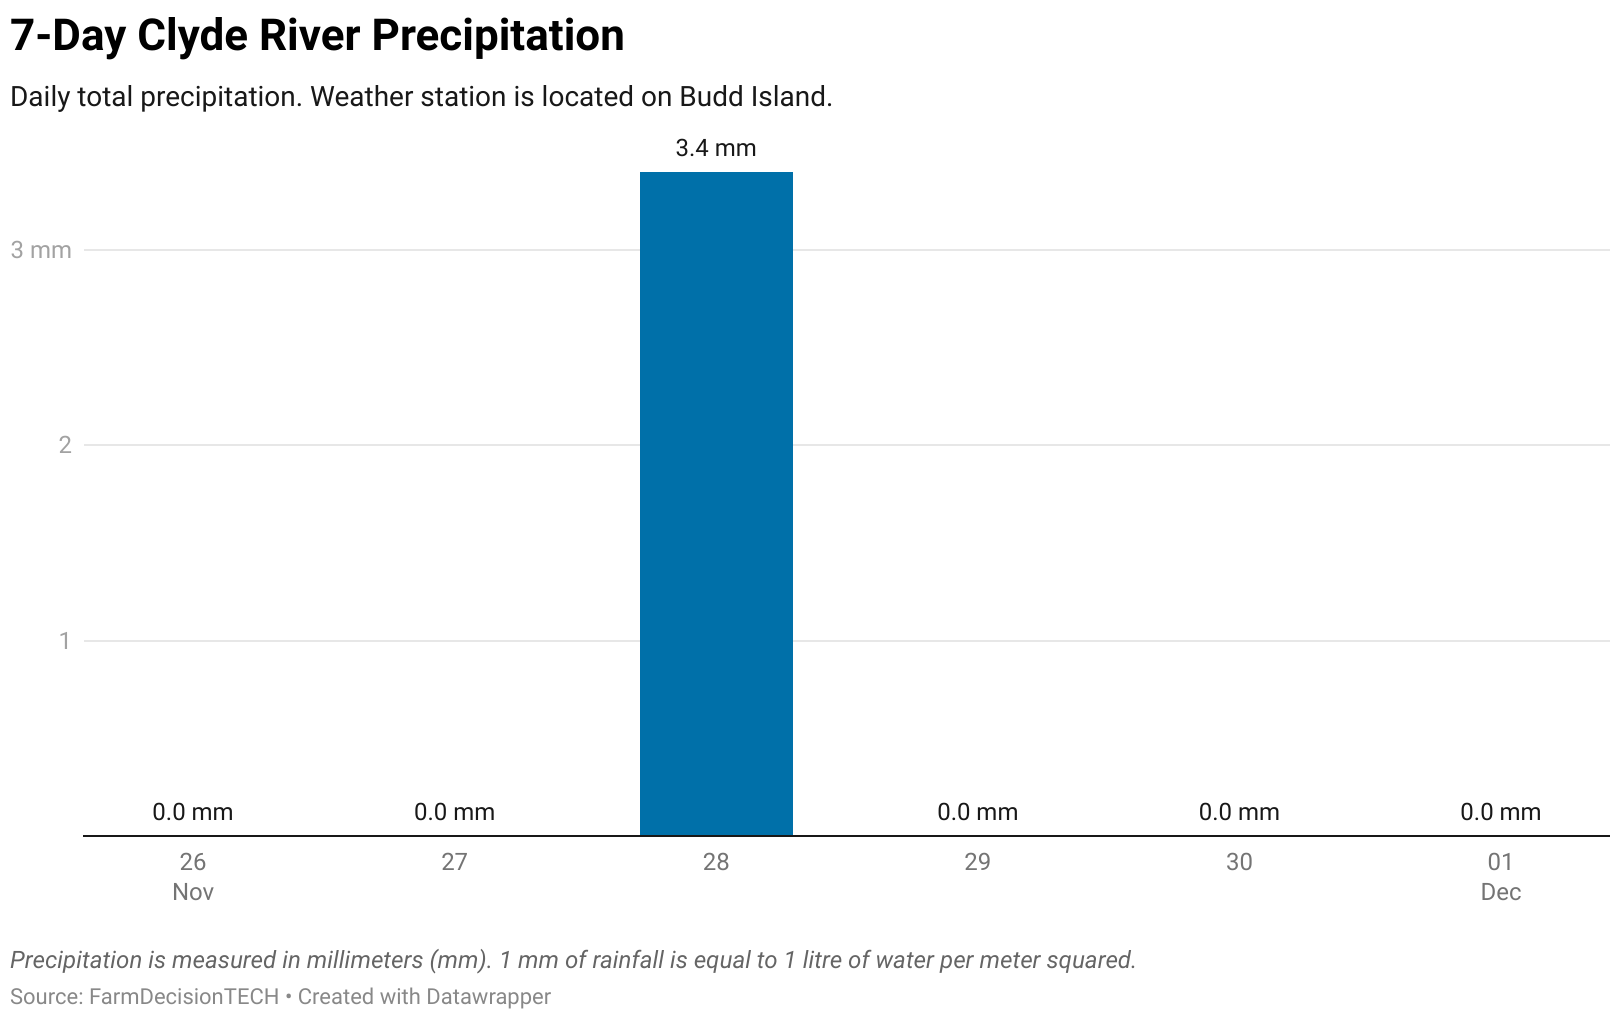 7-Day Clyde River Precipitation
Daily total precipitation. Weather station is located on Budd Island.
3.4 mm
3 mm
2
1
0.0 mm 0.0 mm 0.0 mm 0.0 mm 0.0 mm
26 27 28 29 30 01
Nov Dec
Precipitation is measured in millimeters (mm). 1 mm of rainfall is equal to 1 litre of water per meter squared.
Source: FarmDecisionTECH • Created with Datawrapper